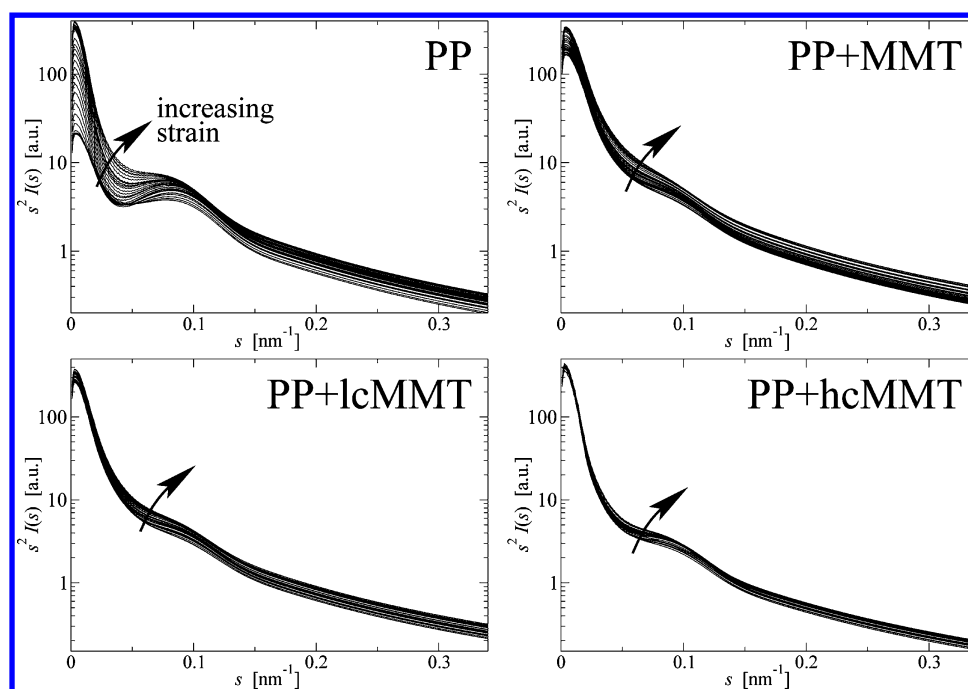 PP
increasing
strain
100
10
1
s² I(s) [a.u.]
0
0.1
0.2
0.3
s [nm⁻¹]
PP+MMT
100
10
1
s² I(s) [a.u.]
0
0.1
0.2
0.3
s [nm⁻¹]
PP+lcMMT
100
10
1
s² I(s) [a.u.]
0
0.1
0.2
0.3
s [nm⁻¹]
PP+hcMMT
100
10
1
s² I(s) [a.u.]
0
0.1
0.2
0.3
s [nm⁻¹]